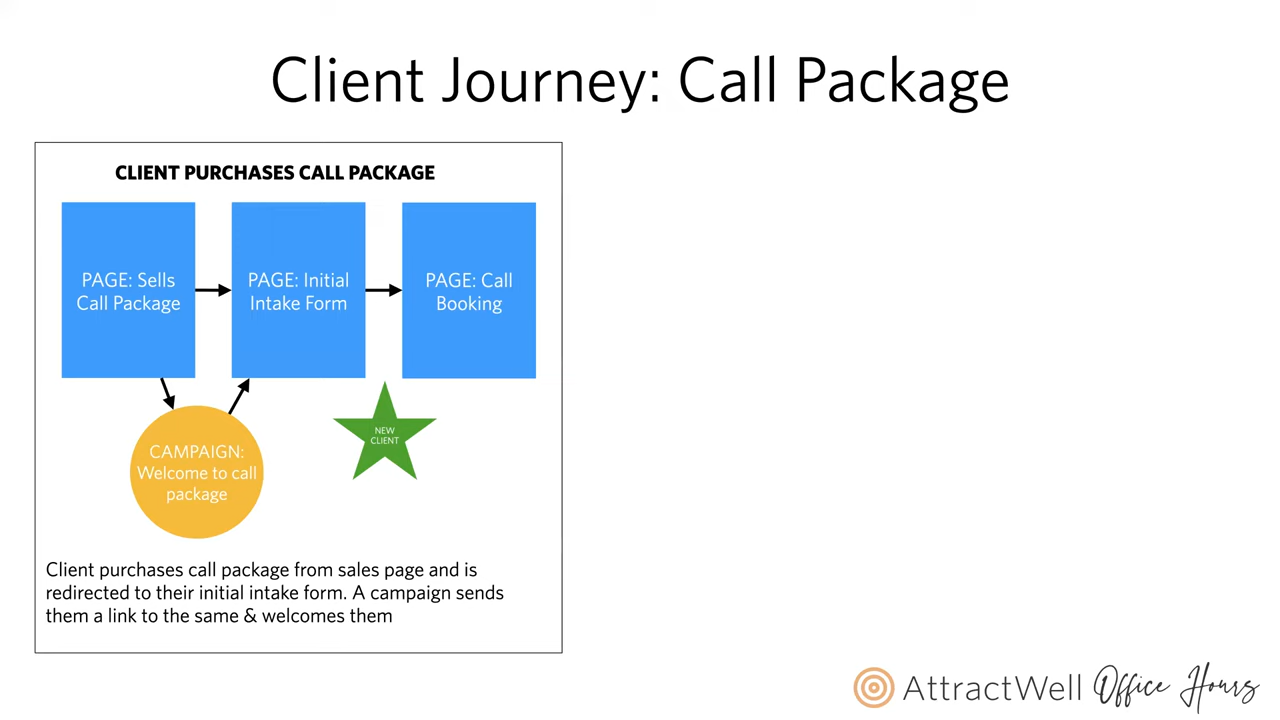 Client Journey: Call Package
CLIENT PURCHASES CALL PACKAGE
PAGE: Sells
Call Package
PAGE: Initial
Intake Form
PAGE: Call
Booking
NEW
CLIENT
CAMPAIGN:
Welcome to call
package
Client purchases call package from sales page and is
redirected to their initial intake form. A campaign sends
them a link to the same & welcomes them
AttractWell Office Hours